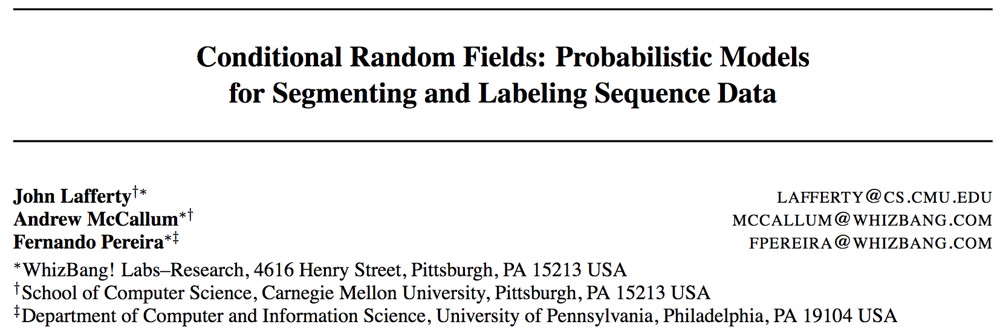 Conditional Random Fields: Probabilistic Models
for Segmenting and Labeling Sequence Data
John Lafferty†* LAFFERTY@CS.CMU.EDU
Andrew McCallum*† MCCALLUM@WHIZBANG.COM
Fernando Pereira*‡ FPEREIRA@WHIZBANG.COM
*WhizBang! Labs–Research, 4616 Henry Street, Pittsburgh, PA 15213 USA
†School of Computer Science, Carnegie Mellon University, Pittsburgh, PA 15213 USA
‡Department of Computer and Information Science, University of Pennsylvania, Philadelphia, PA 19104 USA